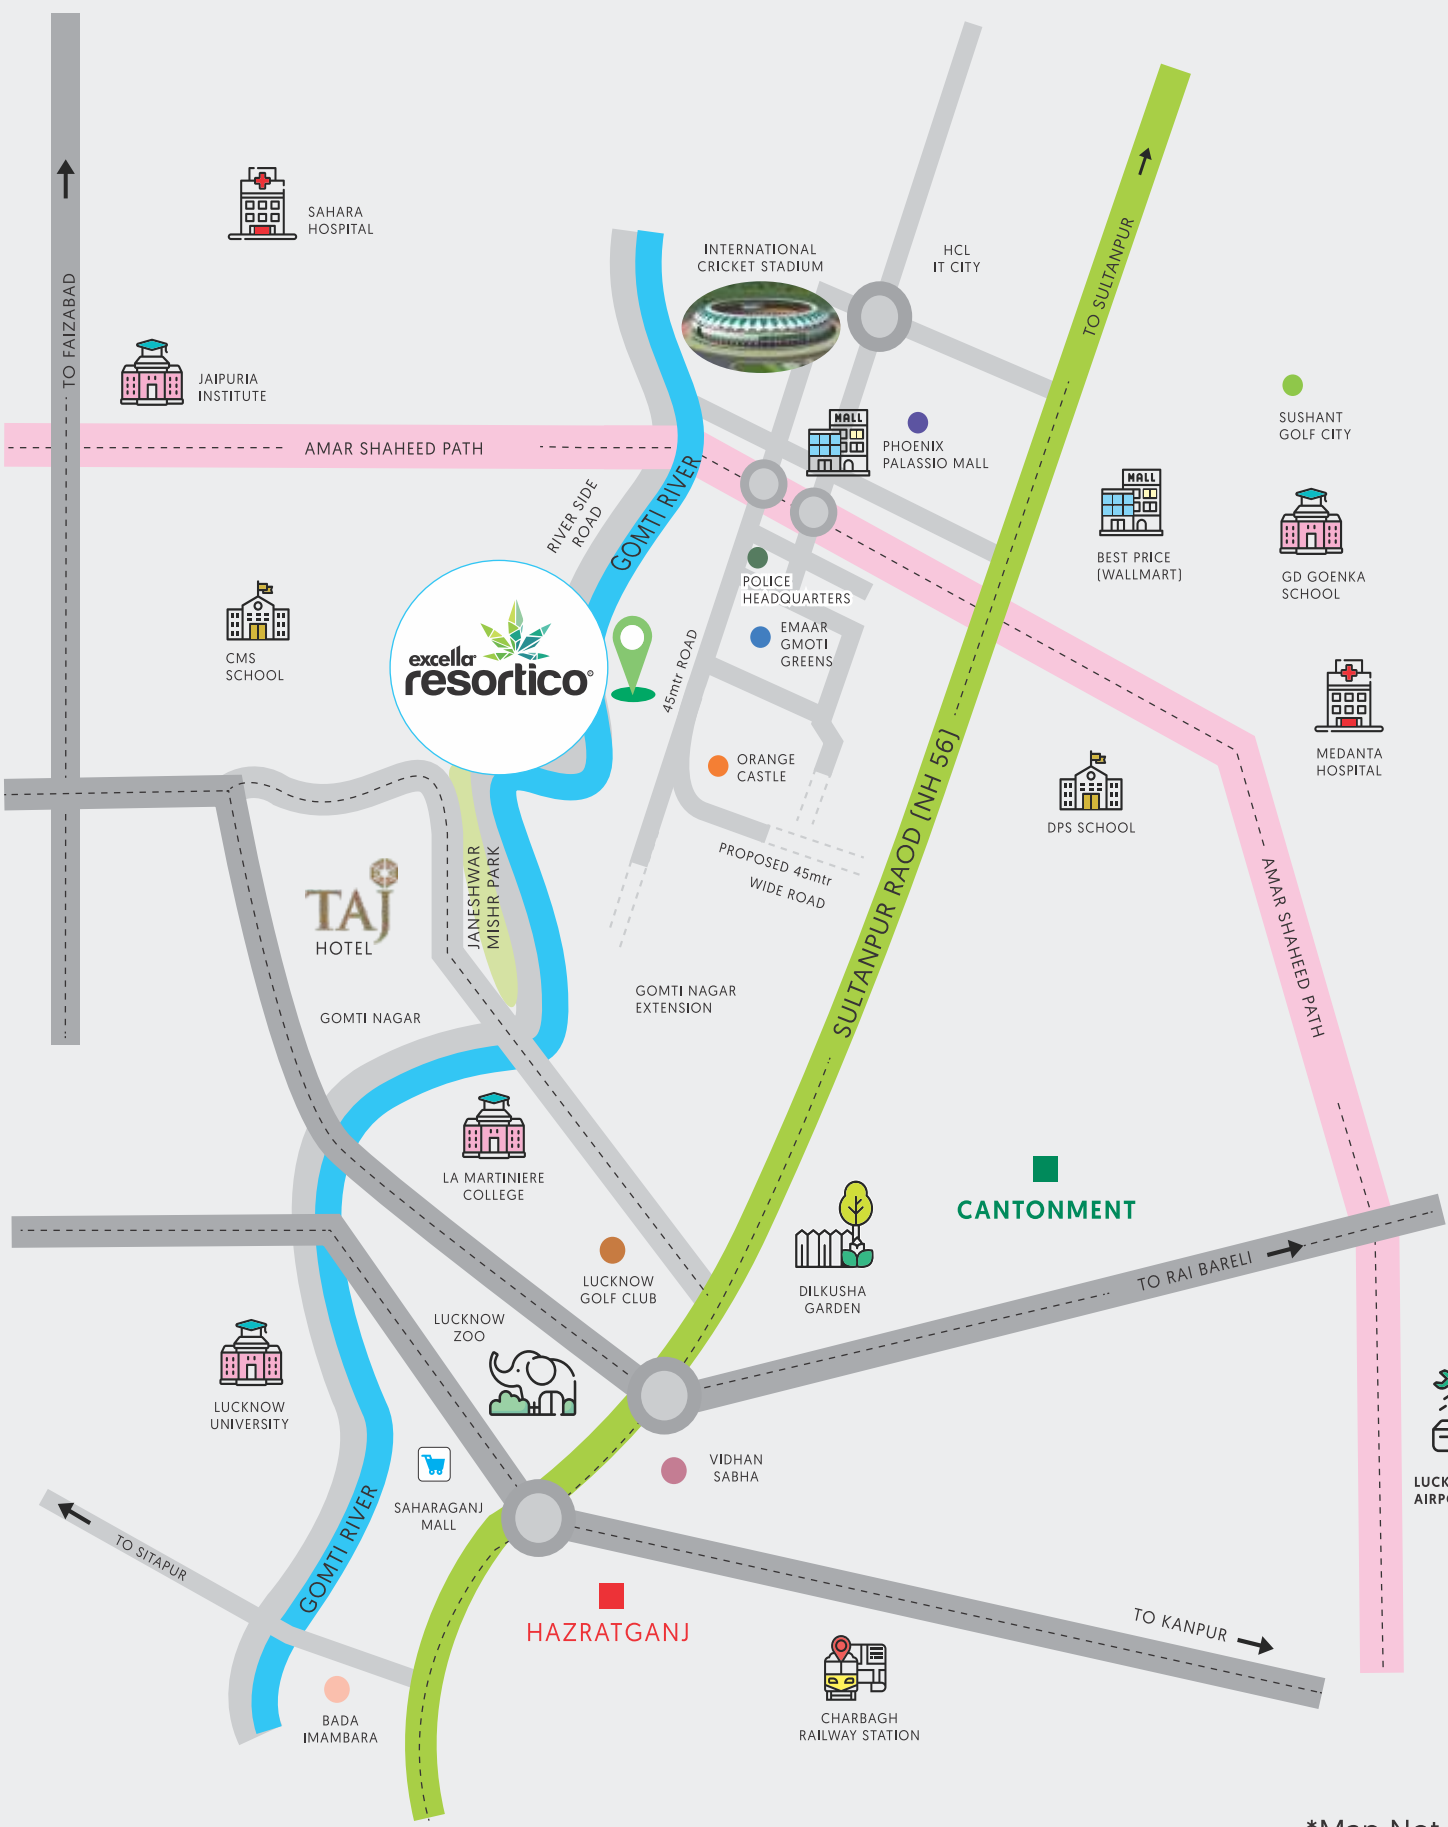 SAHARA
HOSPITAL
INTERNATIONAL
CRICKET STADIUM
HCL
IT CITY
TO SULTANPUR
TO FAIZABAD
JAIPURIA
INSTITUTE
SUSHANT
GOLF CITY
MALL
PHOENIX
PALASSIO MALL
AMAR SHAHEED PATH
RIVER SIDE
ROAD
GOMTI RIVER
MALL
BEST PRICE
(WALLMART)
GD GOENKA
SCHOOL
POLICE
HEADQUARTERS
EMAAR
GMOTI
GREENS
CMS
SCHOOL
excella
resortico
45mtr ROAD
MEDANTA
HOSPITAL
ORANGE
CASTLE
DPS SCHOOL
SULTANPUR RAOD [NH 56]
PROPOSED 45mtr
WIDE ROAD
JANESHWAR
MISHR PARK
TAJ
HOTEL
AMAR SHAHEED PATH
GOMTI NAGAR
EXTENSION
GOMTI NAGAR
LA MARTINIERE
COLLEGE
CANTONMENT
LUCKNOW
GOLF CLUB
DILKUSHA
GARDEN
TO RAI BARELI
LUCKNOW
ZOO
LUCKNOW
UNIVERSITY
VIDHAN
SABHA
LUCK
AIRPO
SAHARAGANJ
MALL
TO SITAPUR
GOMTI RIVER
HAZRATGANJ
TO KANPUR
BADA
IMAMBARA
CHARBAGH
RAILWAY STATION
*Map Not